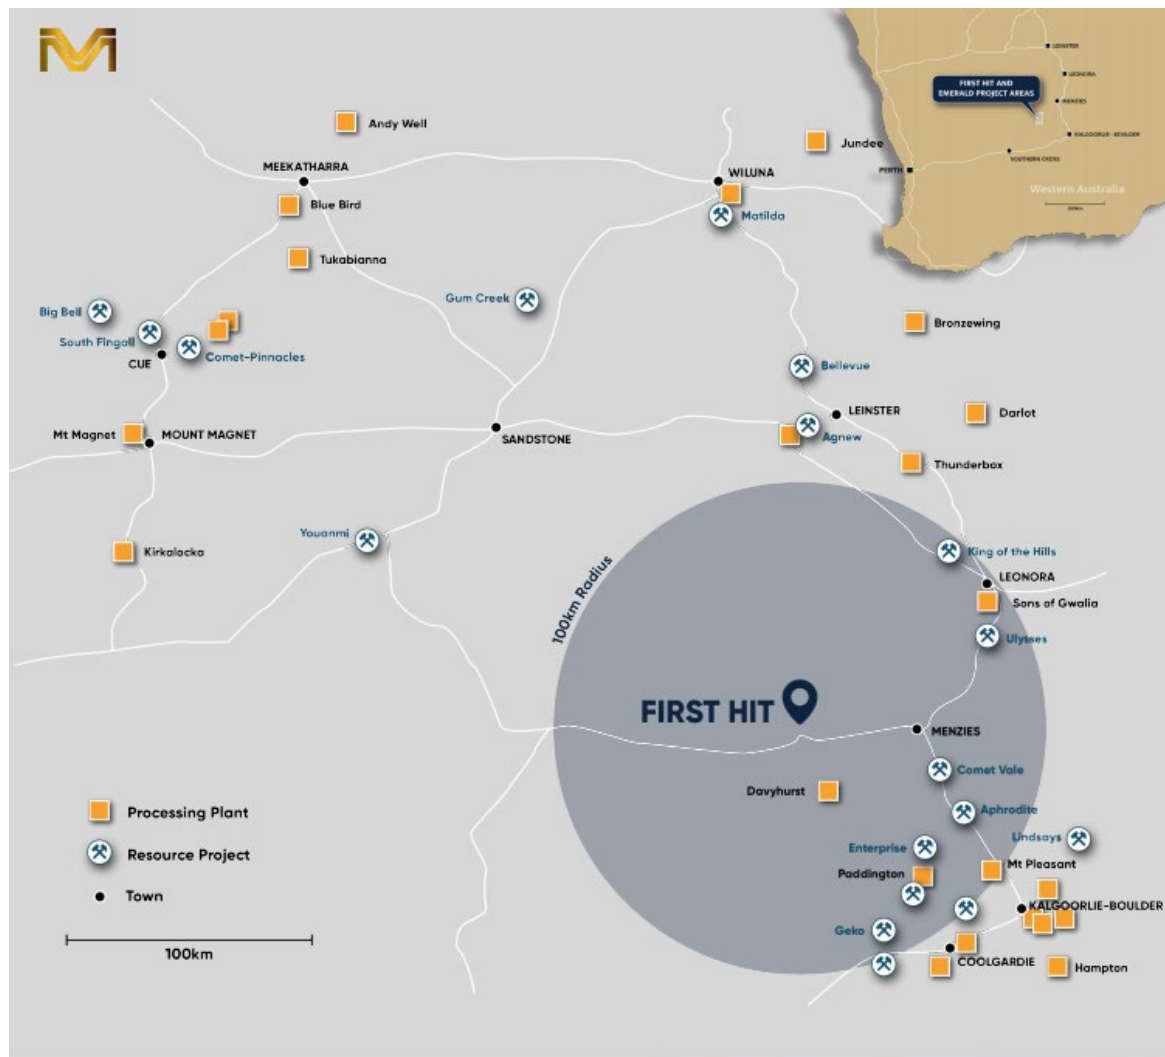 LEINSTER
LEONORA
FIRST HIT AND
EMERALD PROJECT AREAS
MENZIES
KALGOORLIE - BOULDER
SOUTHERN CROSS
PERTH
Western Australia
Andy Well
Jundee
MEEKATHARRA
WILUNA
Blue Bird
Matilda
Tukabianna
Gum Creek
Big Bell
Bronzewing
South Fingall
Comet-Pinnacles
CUE
Bellevue
LEINSTER
Darlot
Mt Magnet
MOUNT MAGNET
SANDSTONE
Agnew
Thunderbox
Youanmi
Kirkalocka
King of the Hills
100km Radius
LEONORA
Sons of Gwalia
Ulysses
FIRST HIT
MENZIES
Comet Vale
Davyhurst
Aphrodite
Processing Plant
Lindsays
Enterprise
Resource Project
Mt Pleasant
Paddington
Town
KALGOORLIE-BOULDER
Geko
100km
COOLGARDIE
Hampton